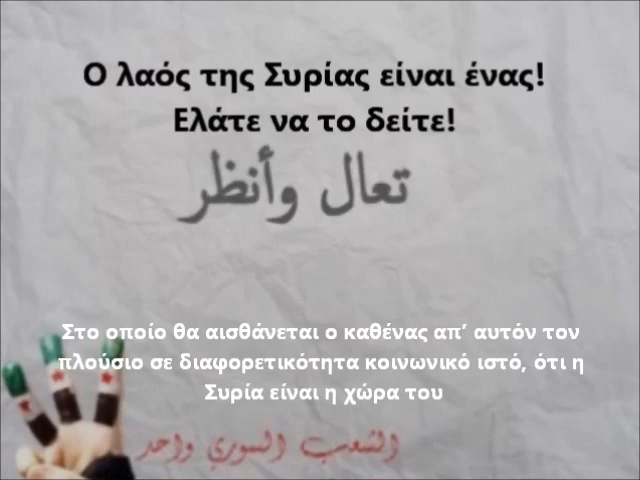 Ο λαός της Συρίας είναι ένας!
Ελάτε να το δείτε!
تعال وأنظر
Στο οποίο θα αισθάνεται ο καθένας απ’ αυτόν τον
πλούσιο σε διαφορετικότητα κοινωνικό ιστό, ότι η
Συρία είναι η χώρα του
الشعب السوري واحد